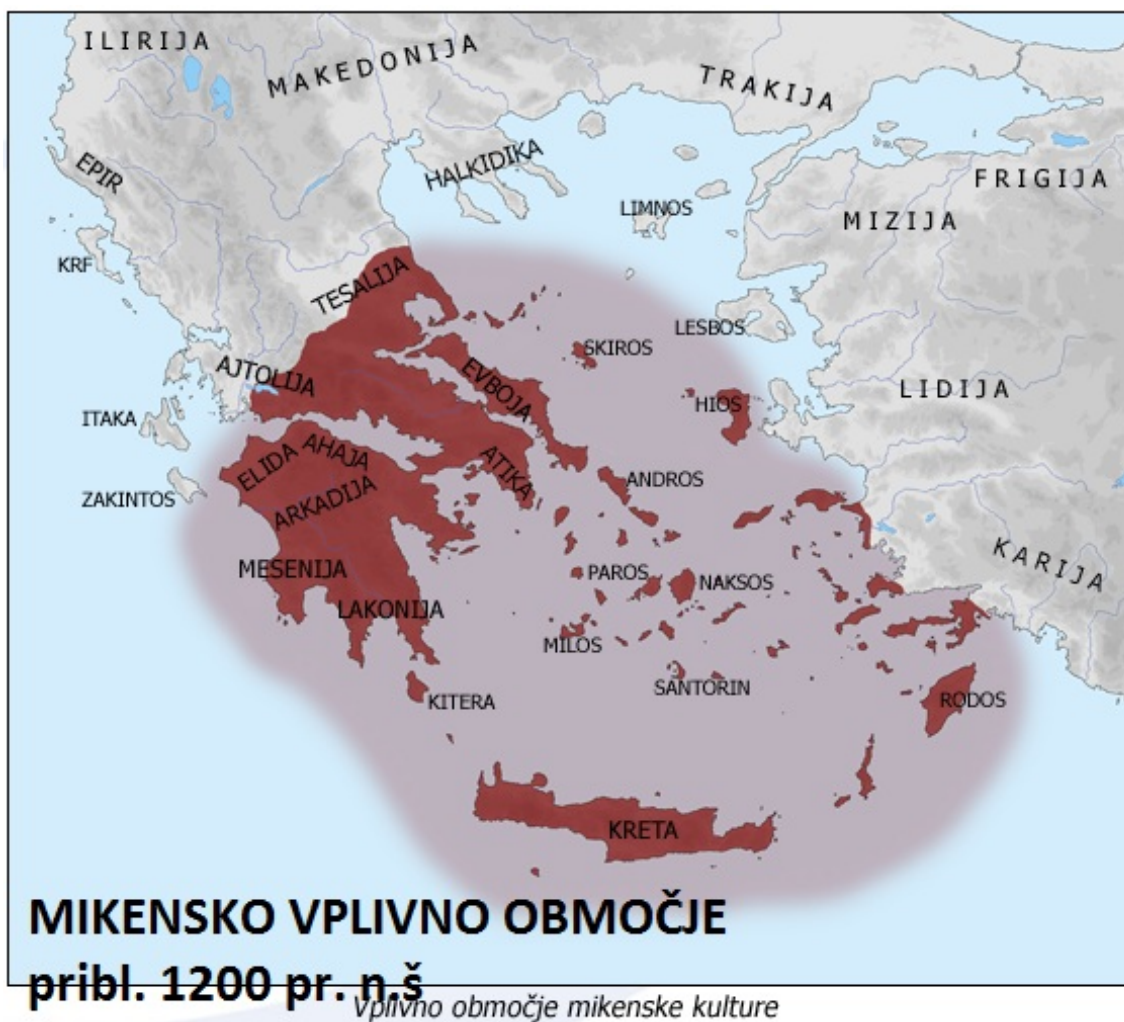 ILIRIJA
MAKEDONIJA
TRAKIJA
EPIR
HALKIDIKA
FRIGIJA
LIMNOS
MIZIJA
KRF
TESALIJA
LESBOS
SKIROS
AJTOLIJA
EVBOJA
HIOS
LIDIJA
ITAKA
ELIDA
AHAJA
ATIKA
ZAKINTOS
ARKADIJA
ANDROS
KARIJA
MESENIJA
PAROS
NAKSOS
LAKONIJA
MILOS
SANTORIN
KITERA
RODOS
KRETA
MIKENSKO VPLIVNO OBMOČJE
pribl. 1200 pr. n.š
Vplivno območje mikenske kulture